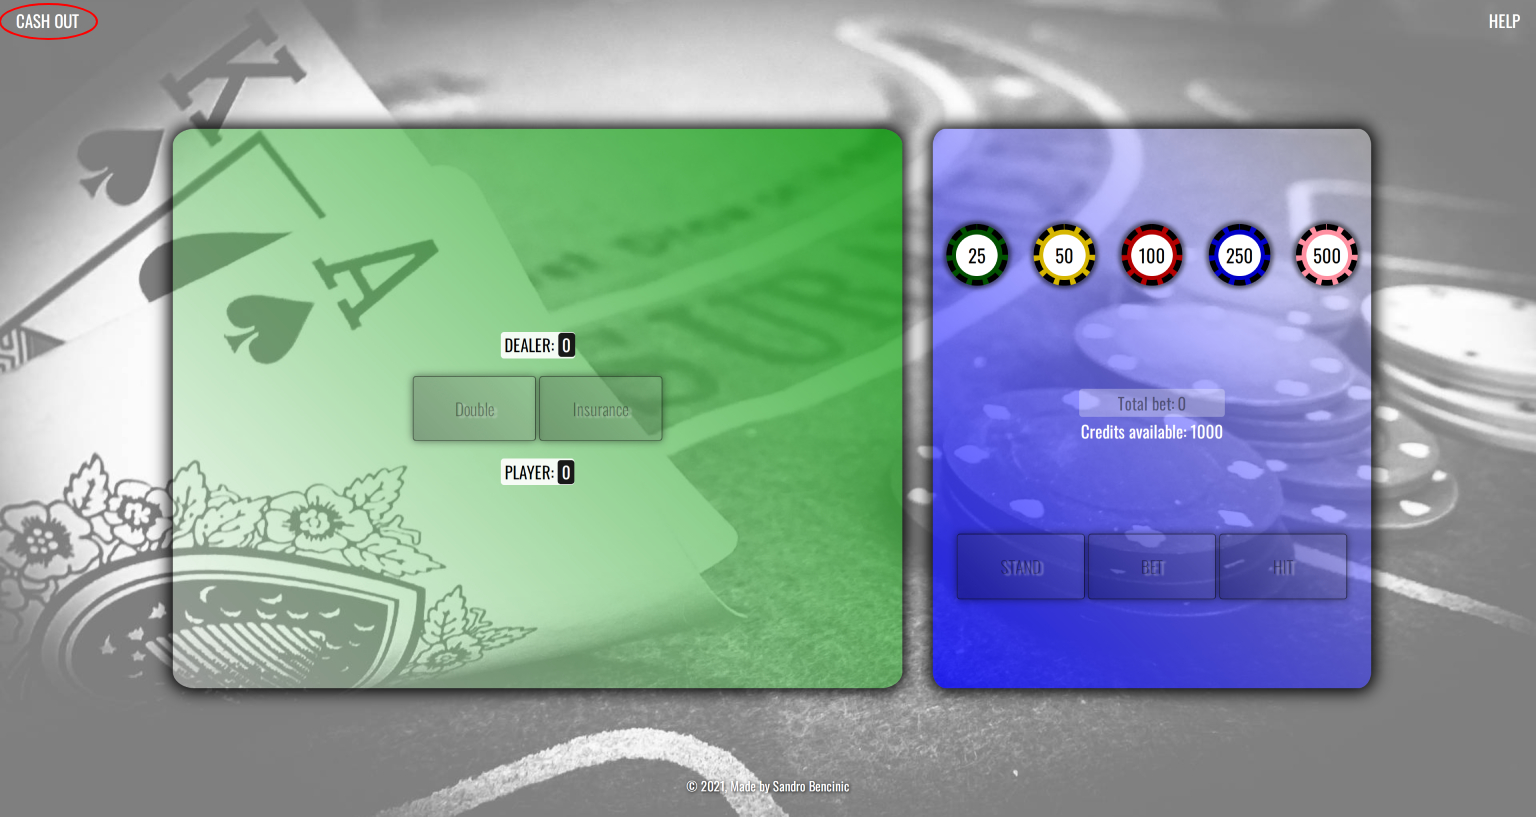 CASH OUT
HELP
K
A
25
50
100
250
500
DEALER: 0
Double
Insurance
PLAYER: 0
Total bet: 0
Credits available: 1000
STAND
BET
HIT
© 2021, Made by Sandro Bencinic